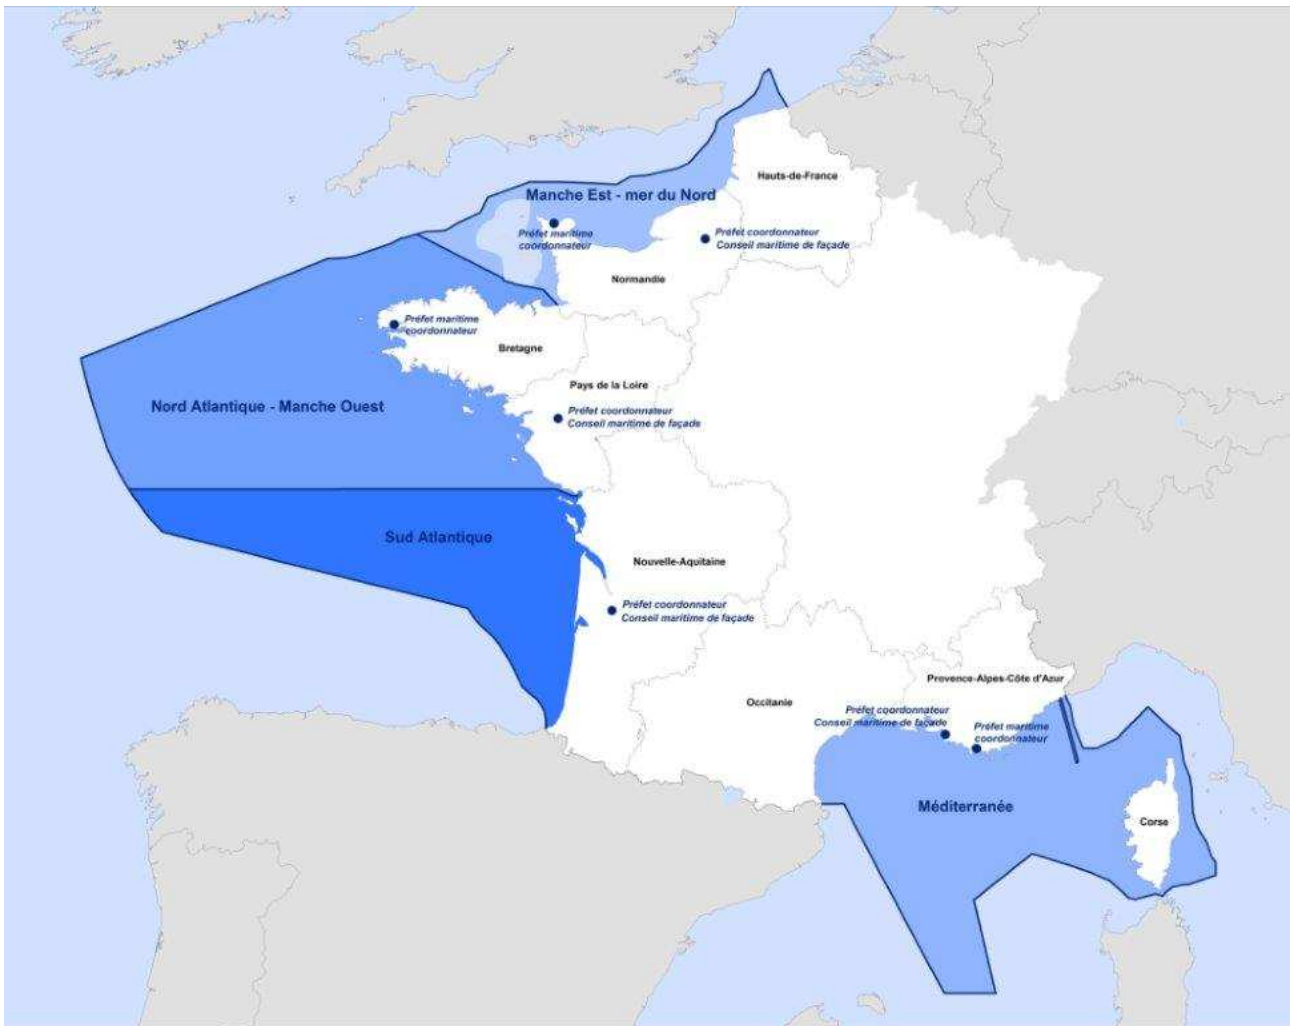 Hauts-de-France
Manche Est - mer du Nord
Préfet maritime
coordonnateur
Préfet coordonnateur
Conseil maritime de façade
Normandie
Préfet maritime
coordonnateur
Bretagne
Pays de la Loire
Nord Atlantique - Manche Ouest
Préfet coordonnateur
Conseil maritime de façade
Sud Atlantique
Nouvelle-Aquitaine
Préfet coordonnateur
Conseil maritime de façade
Provence-Alpes-Côte d'Azur
Occitanie
Préfet coordonnateur
Conseil maritime de façade
Préfet maritime
coordonnateur
Méditerranée
Corse